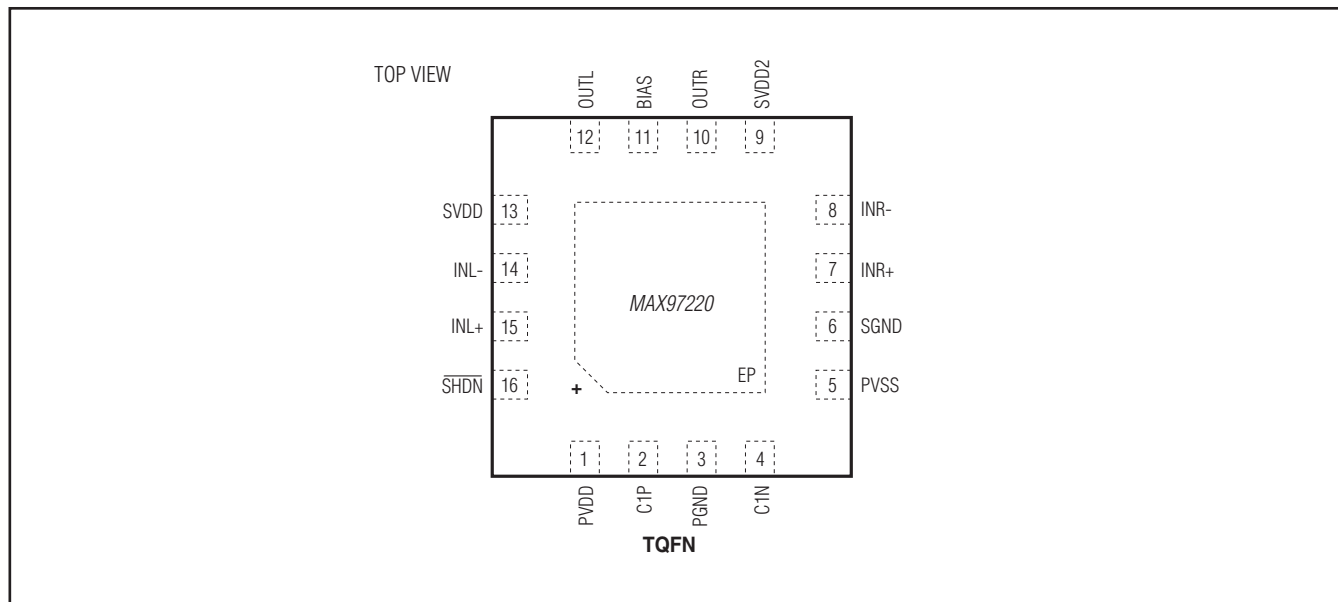 TOP VIEW
OUTL
BIAS
OUTR
SVDD2
12
11
10
9
SVDD 13
8 INR-
INL- 14
7 INR+
MAX97220
INL+ 15
6 SGND
EP
SHDN 16
+
5 PVSS
1
2
3
4
PVDD
C1P
PGND
C1N
TQFN